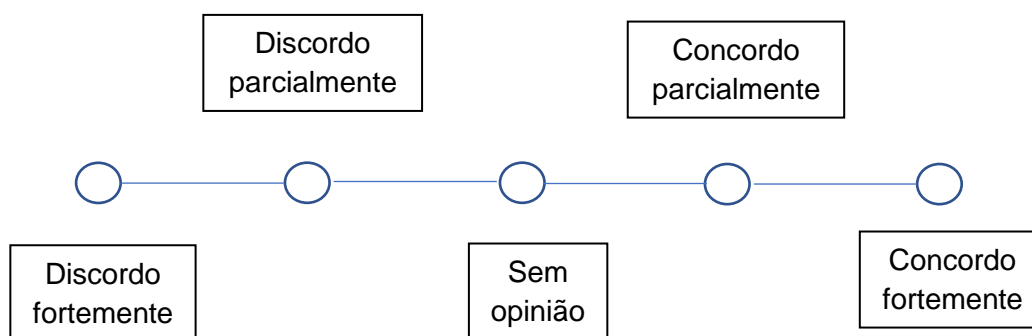 Discordo
parcialmente
Concordo
parcialmente
Discordo
fortemente
Sem
opinião
Concordo
fortemente